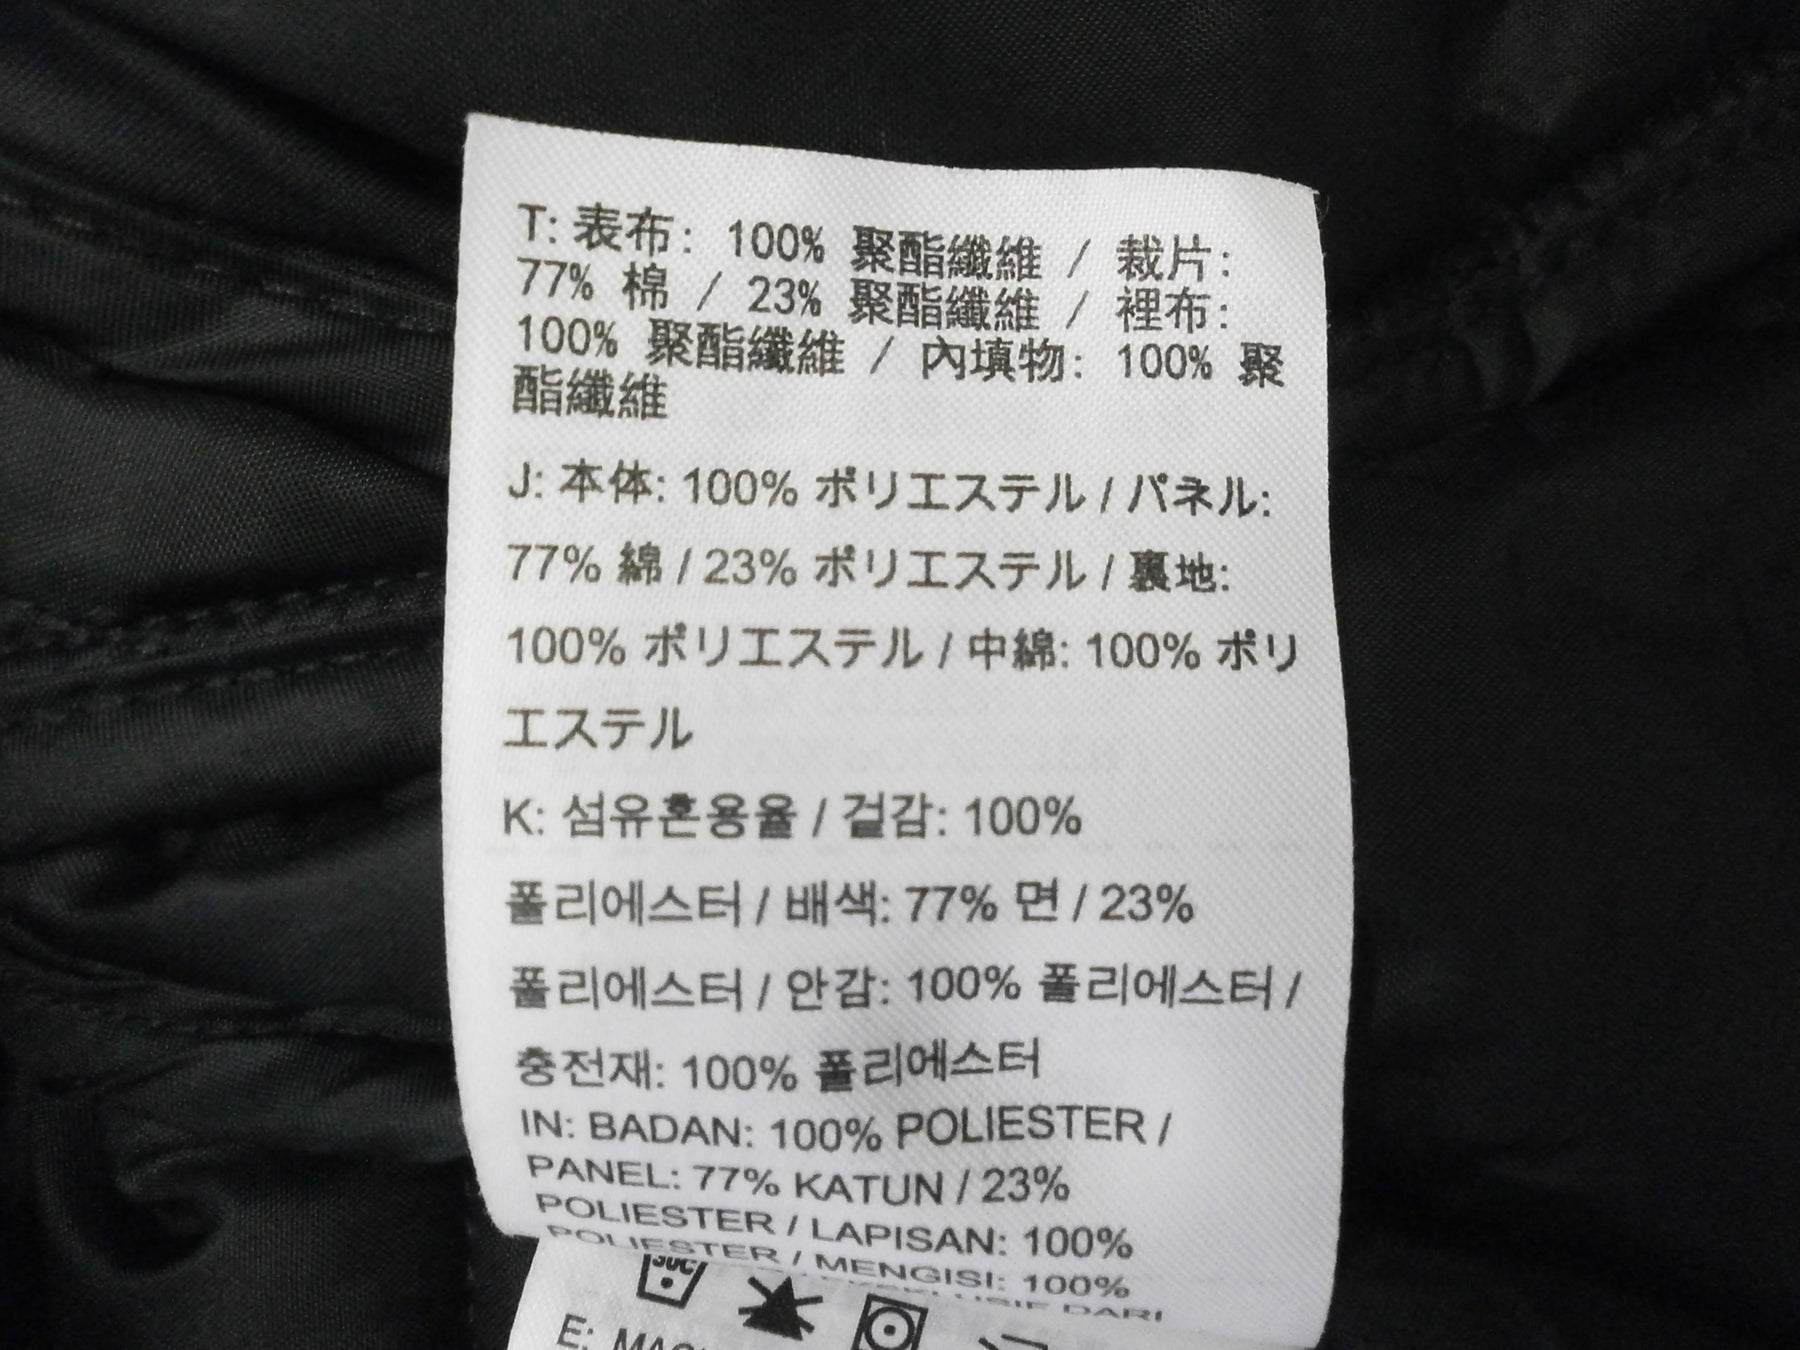 T: 表布: 100% 聚酯纖維 / 裁片:
77% 棉 / 23% 聚酯纖維 / 裡布:
100% 聚酯纖維 / 內填物: 100% 聚
酯纖維
J: 本体: 100% ポリエステル / パネル:
77% 綿 / 23% ポリエステル / 裏地:
100% ポリエステル / 中綿: 100% ポリ
エステル
K: 섬유혼용율 / 겉감: 100%
폴리에스터 / 배색: 77% 면 / 23%
폴리에스터 / 안감: 100% 폴리에스터 /
충전재: 100% 폴리에스터
IN: BADAN: 100% POLIESTER /
PANEL: 77% KATUN / 23%
POLIESTER / LAPISAN: 100%
POLIESTER / MENGISI: 100%
DARI
30C
E: